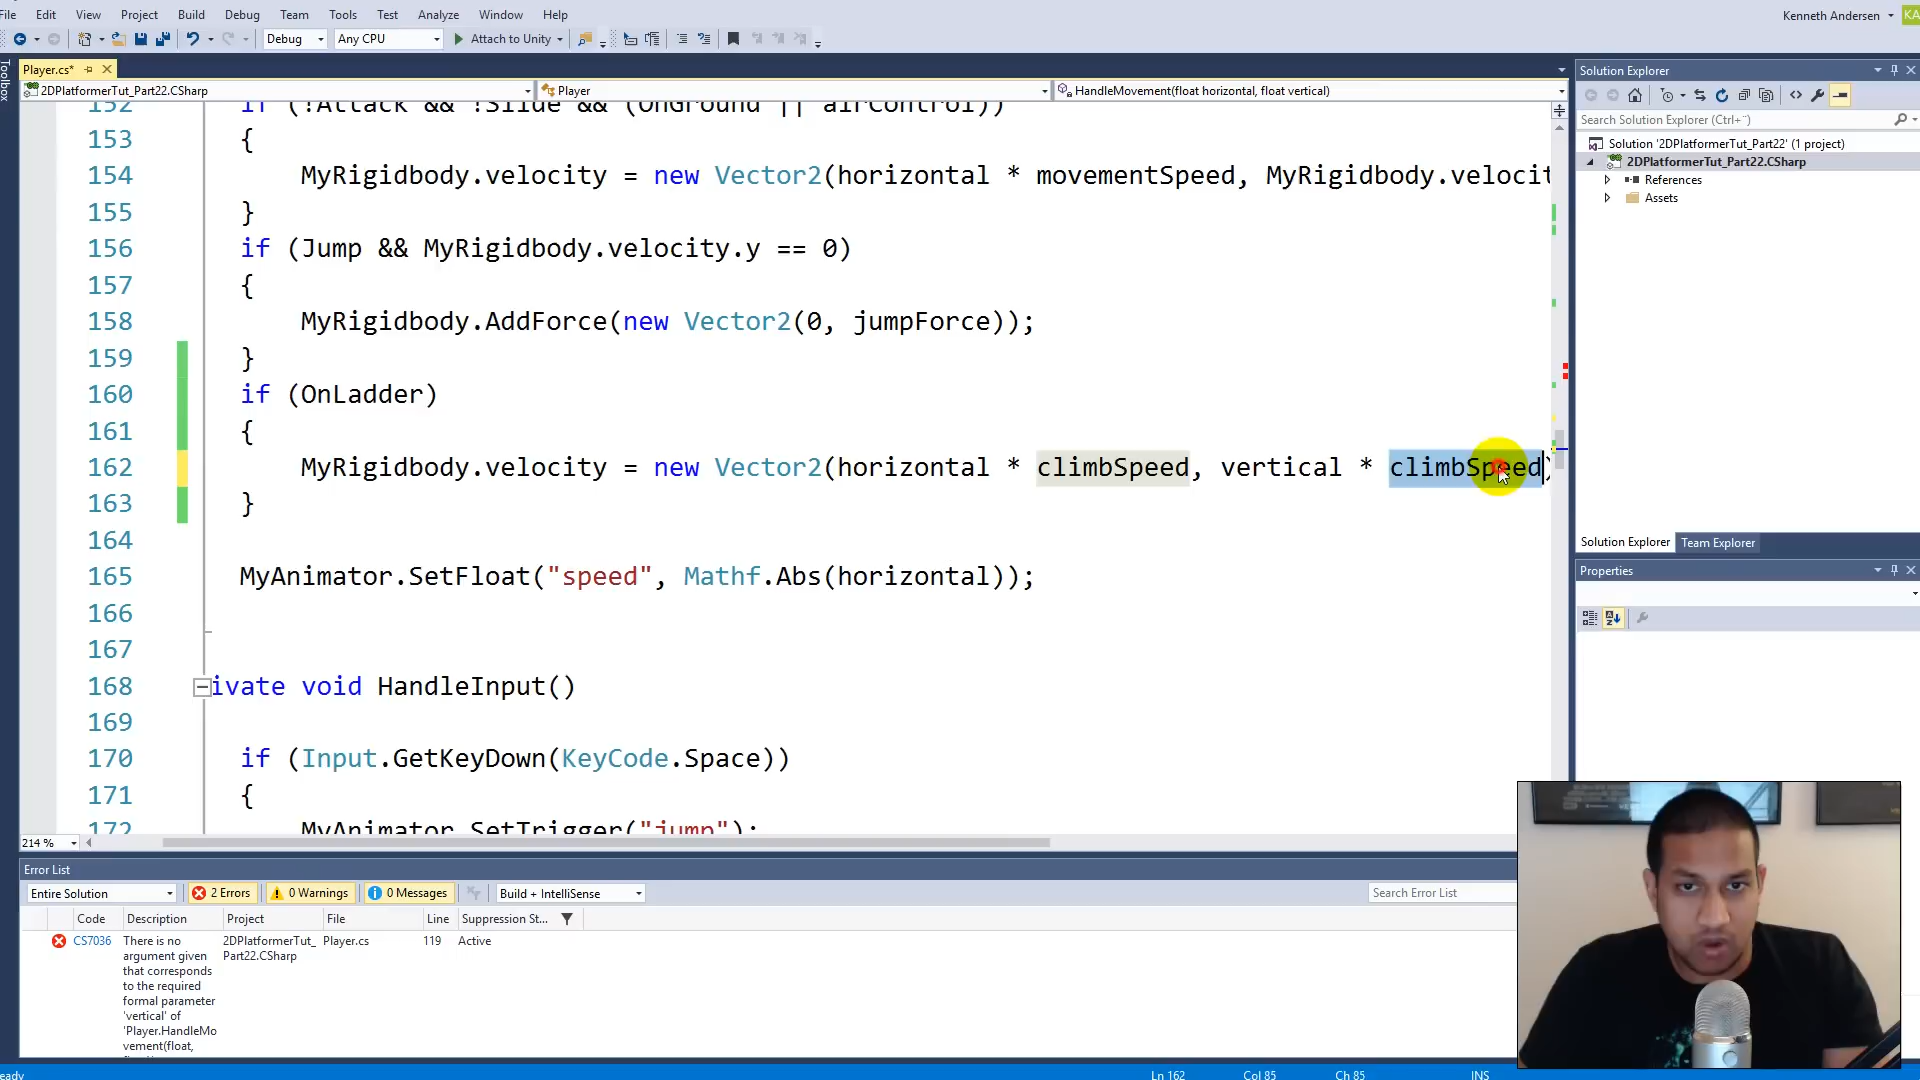 File Edit View Project Build Debug Team Tools Test Analyze Window Help
Kenneth Andersen KA
Debug Any CPU Attach to Unity
Toolbox
Player.cs*
2DPlatformerTut_Part22.CSharp Player HandleMovement(float horizontal, float vertical)
152 if (!Attack && !Slide && (OnGround || airControl))
153 {
154 MyRigidbody.velocity = new Vector2(horizontal * movementSpeed, MyRigidbody.velocit
155 }
156 if (Jump && MyRigidbody.velocity.y == 0)
157 {
158 MyRigidbody.AddForce(new Vector2(0, jumpForce));
159 }
160 if (OnLadder)
161 {
162 MyRigidbody.velocity = new Vector2(horizontal * climbSpeed, vertical * climbSpeed)
163 }
164
165 MyAnimator.SetFloat("speed", Mathf.Abs(horizontal));
166
167
168 ivate void HandleInput()
169
170 if (Input.GetKeyDown(KeyCode.Space))
171 {
172 MyAnimator.SetTrigger("jump");
214 %
Solution Explorer
Search Solution Explorer (Ctrl+¨)
Solution '2DPlatformerTut_Part22' (1 project)
2DPlatformerTut_Part22.CSharp
References
Assets
Solution Explorer Team Explorer
Properties
Error List
Entire Solution 2 Errors 0 Warnings 0 Messages Build + IntelliSense Search Error List
Code Description Project File Line Suppression St...
CS7036 There is no 2DPlatformerTut_ Player.cs 119 Active
argument given Part22.CSharp
that corresponds
to the required
formal parameter
'vertical' of
'Player.HandleMo
vement(float,
eady Ln 162 Col 85 Ch 85 INS